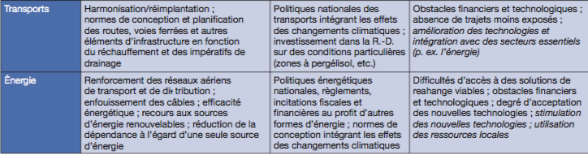 Transports
Harmonisation/réimplantation ;
normes de conception et planification
des routes, voies ferrées et autres
éléments d'infrastructure en fonction
du réchauffement et des impératifs de
drainage
Politiques nationales des
transports intégrant les effets
des changements climatiques ;
investissement dans la R.-D.
sur des conditions particulières
(zones à pergélisol, etc.)
Obstacles financiers et technologiques ;
absence de trajets moins exposés ;
amélioration des technologies et
intégration avec des secteurs essentiels
(p. ex. l'énergie)
Énergie
Renforcement des réseaux aériens
de transport et de di- tribution ;
enfouissement des câbles ; efficacité
énergétique ; recours aux sources
d'énergie renouvelables ; réduction de la
dépendance à l'égard d'une seule source
d'énergie
Politiques énergétiques
nationales, règlements,
incitations fiscales et
financières au profit d'autres
formes d'énergie ; normes de
conception intégrant les effets
des changements climatiques
Difficultés d'accès à des solutions de
reahange viables ; obstacles financiers
et technologiques ; degré d'acceptation
des nouvelles technologies ; stimulation
des nouvelles technologies ; utilisation
des ressources locales